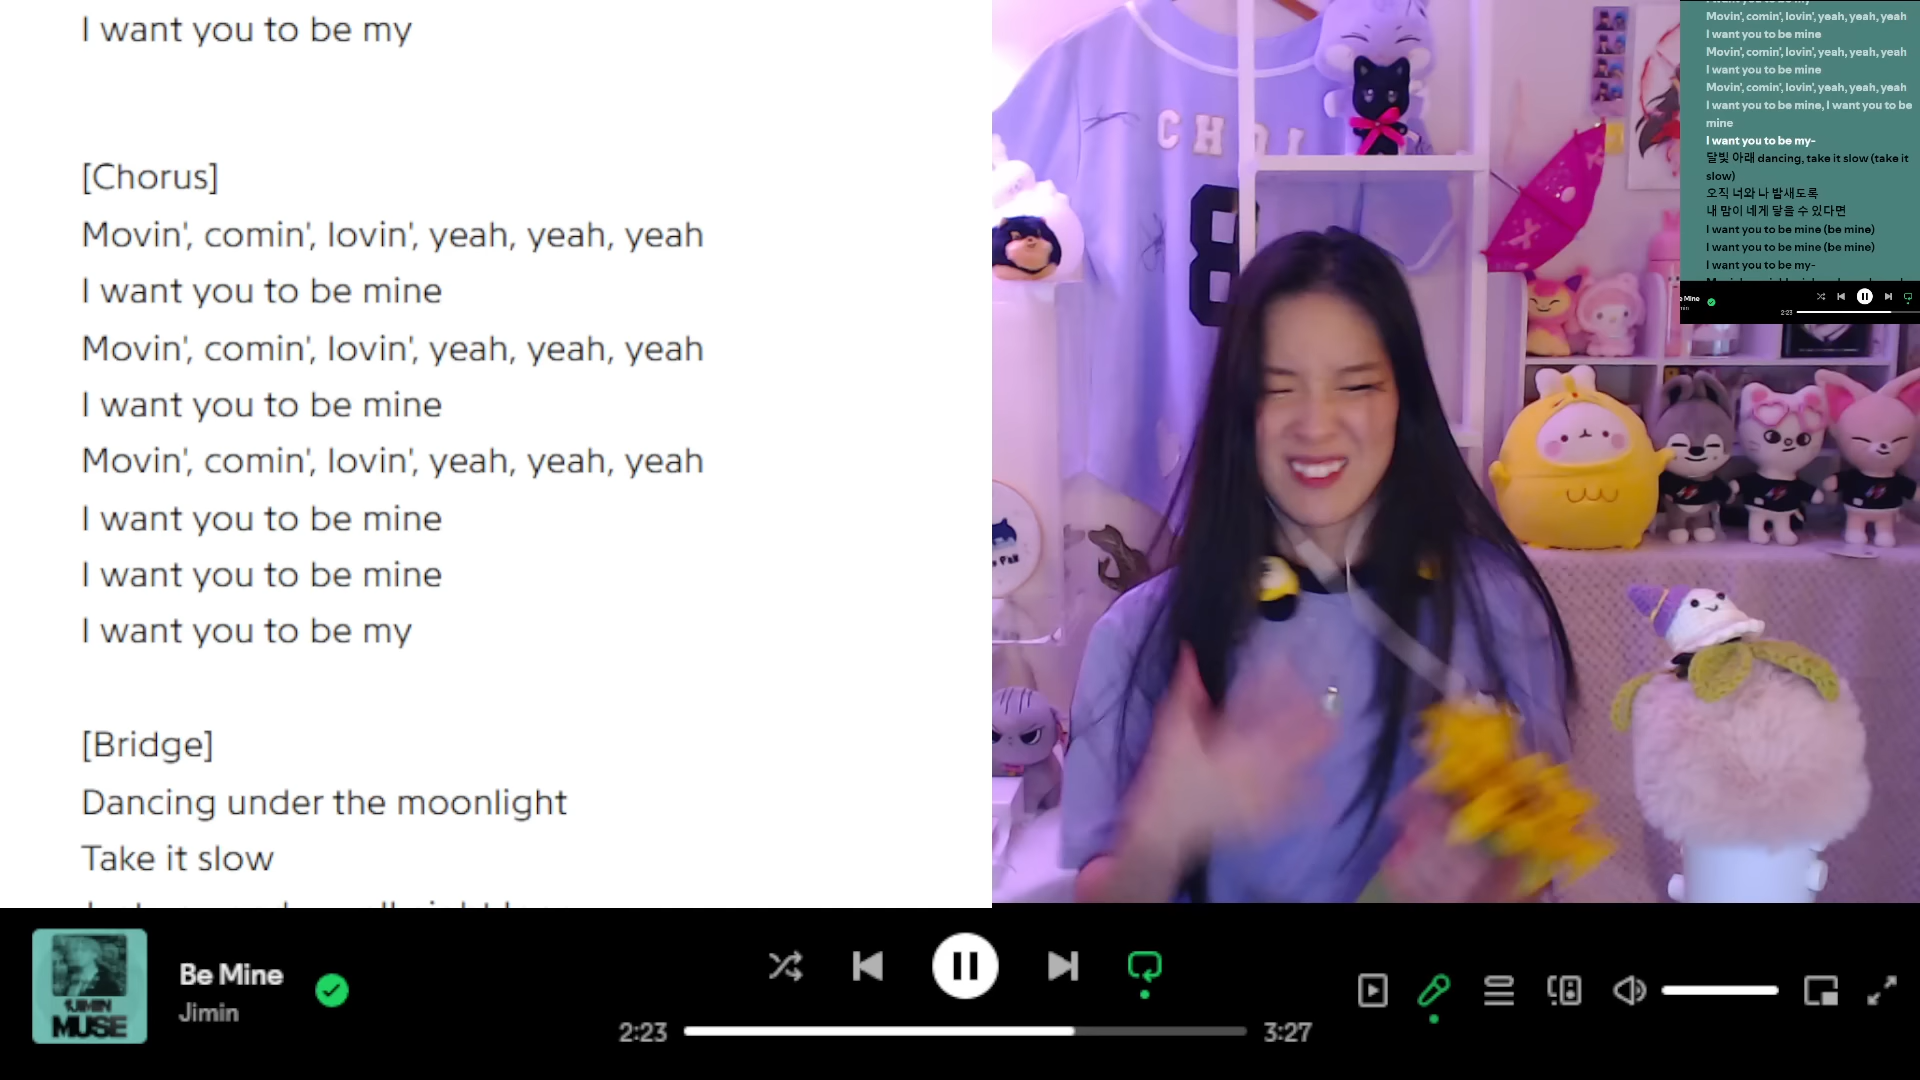 I want you to be my
[Chorus]
Movin', comin', lovin', yeah, yeah, yeah
I want you to be mine
Movin', comin', lovin', yeah, yeah, yeah
I want you to be mine
Movin', comin', lovin', yeah, yeah, yeah
I want you to be mine
I want you to be mine
I want you to be my
[Bridge]
Dancing under the moonlight
Take it slow
CHOI
8
Movin', comin', lovin', yeah, yeah, yeah
I want you to be mine
Movin', comin', lovin', yeah, yeah, yeah
I want you to be mine
Movin', comin', lovin', yeah, yeah, yeah
I want you to be mine, I want you to be
mine
I want you to be my-
달빛 아래 dancing, take it slow (take it
slow)
오직 너와 나 밤새도록
내 맘이 네게 닿을 수 있다면
I want you to be mine (be mine)
I want you to be mine (be mine)
I want you to be my-
Mine
2:23
JIMIN
MUSE
Be Mine
Jimin
2:23
3:27